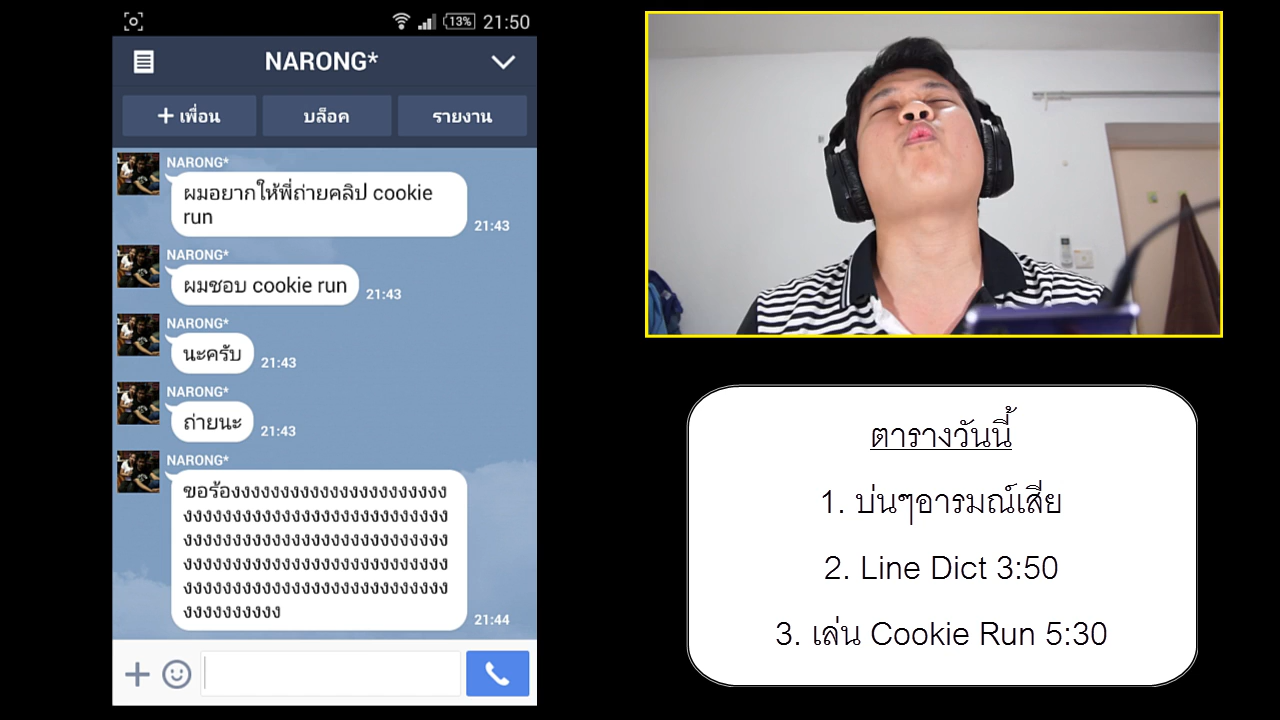 13% 21:50
NARONG*
+ เพื่อน
บล็อค
รายงาน
NARONG*
ผมอยากให้พี่ถ่ายคลิป cookie
run
21:43
NARONG*
ผมชอบ cookie run
21:43
NARONG*
นะครับ
21:43
NARONG*
ถ่ายนะ
21:43
NARONG*
ขอร้องงงงงงงงงงงงงงงงงงงงงงง
งงงงงงงงงงงงงงงงงงงงงงงงงงง
งงงงงงงงงงงงงงงงงงงงงงงงงงง
งงงงงงงงงงงงงงงงงงงงงงงงงงง
งงงงงงงงงงงงงงงงงงงงงงงงงงง
งงงงงงงงงง
21:44
ตารางวันนี้
1. บ่นๆอารมณ์เสีย
2. Line Dict 3:50
3. เล่น Cookie Run 5:30